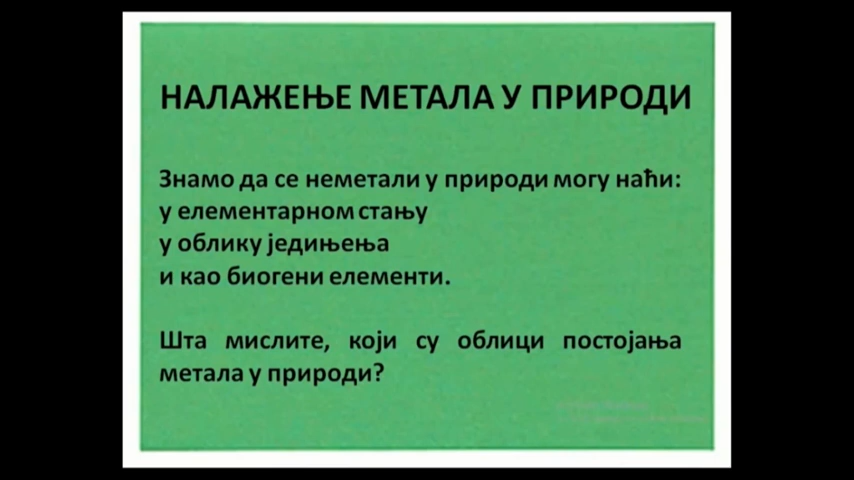 НАЛАЖЕЊЕ МЕТАЛА У ПРИРОДИ
Знамо да се неметали у природи могу наћи:
у елементарном стању
у облику једињења
и као биогени елементи.
Шта мислите, који су облици постојања
метала у природи?